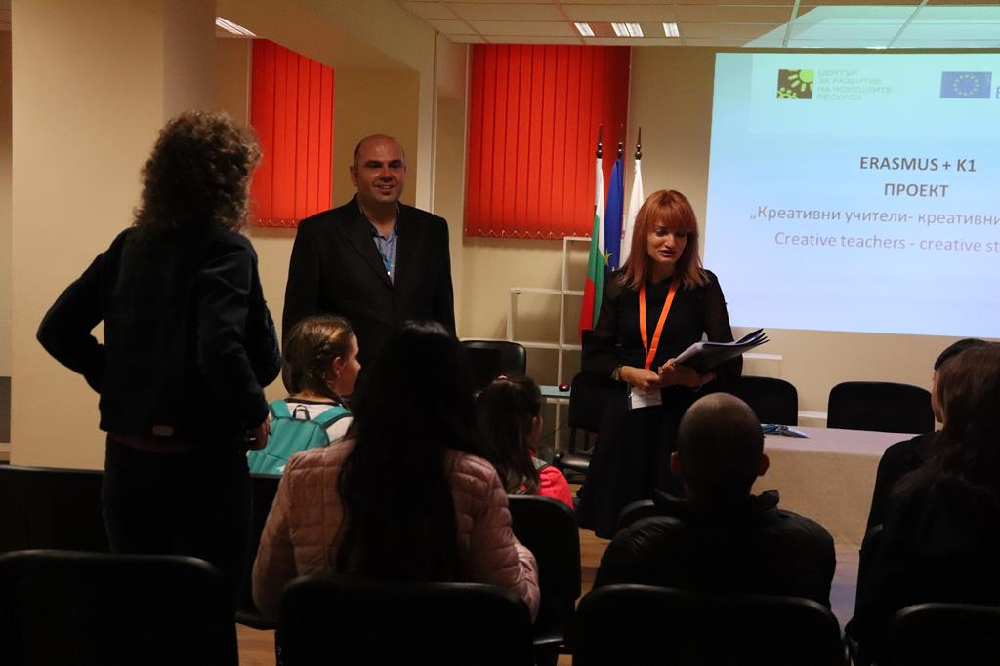 ЦЕНТЪР
ЗА РАЗВИТИЕ
НА ЧОВЕШКИТЕ
РЕСУРСИ
ERASMUS + K1
ПРОЕКТ
„Креативни учители- креативни
Creative teachers - creative st